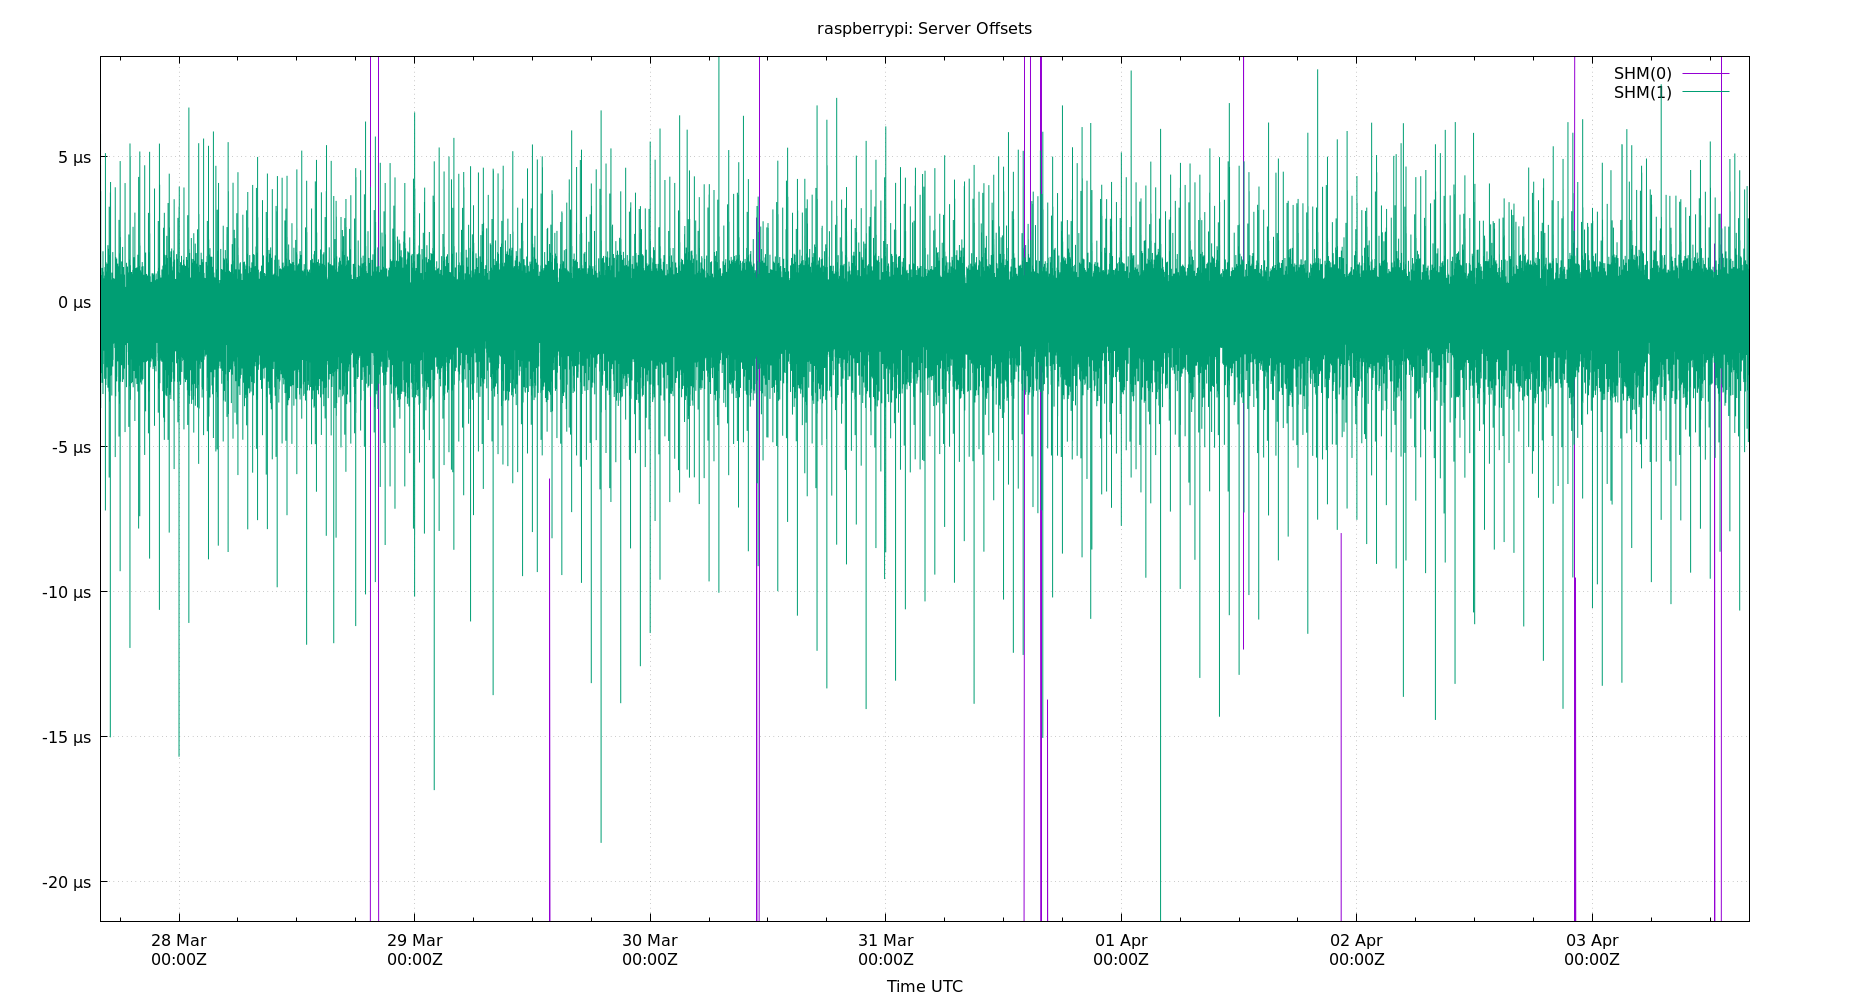 raspberrypi: Server Offsets
SHM(0)
SHM(1)
5 µs
0 µs
-5 µs
-10 µs
-15 µs
-20 µs
28 Mar
00:00Z
29 Mar
00:00Z
30 Mar
00:00Z
31 Mar
00:00Z
01 Apr
00:00Z
02 Apr
00:00Z
03 Apr
00:00Z
Time UTC